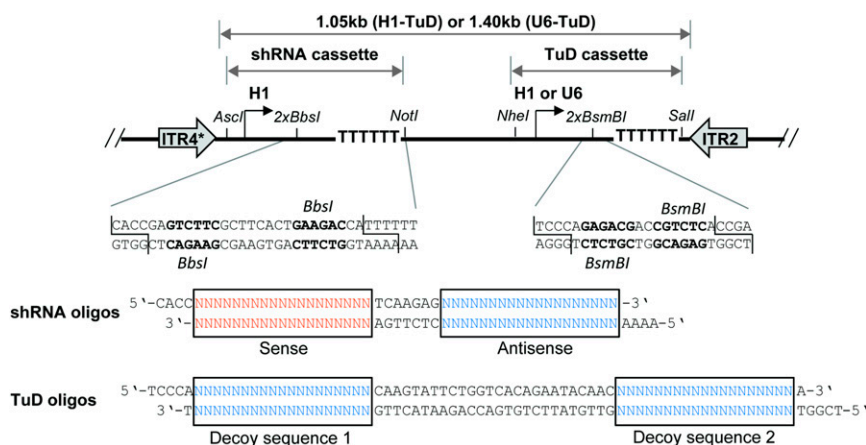 1.05kb (H1-TuD) or 1.40kb (U6-TuD)
shRNA cassette
TuD cassette
H1
H1 or U6
AscI
2xBbsI
NotI
NheI
2xBsmBI
SalI
//
ITR4*
TTTTTT
TTTTTT
ITR2
//
BbsI
BsmBI
CACCGAGTCTTCGCTTCACTGAAGACCATTTTTT
TCCCAGAGACGACCGTCTCACCGA
GTGGCTCAGAAGCGAAGTGACTTCTGGTAAAAAA
AGGGTCTCTGCTGGCAGAGTGGCT
BbsI
BsmBI
shRNA oligos
5‘-CACCNNNNNNNNNNNNNNNNNNNTCAAGAGNNNNNNNNNNNNNNNNNNN-3‘
3‘-NNNNNNNNNNNNNNNNNNNAGTTCTCNNNNNNNNNNNNNNNNNNNAAAA-5‘
Sense
Antisense
TuD oligos
5‘-TCCCANNNNNNNNNNNNNNNNNNNCAAGTATTCTGGTCACAGAATACAACNNNNNNNNNNNNNNNNNNNA-3‘
3‘-TNNNNNNNNNNNNNNNNNNNGTTCATAAGACCAGTGTCTTATGTTGNNNNNNNNNNNNNNNNNNNTGGCT-5‘
Decoy sequence 1
Decoy sequence 2